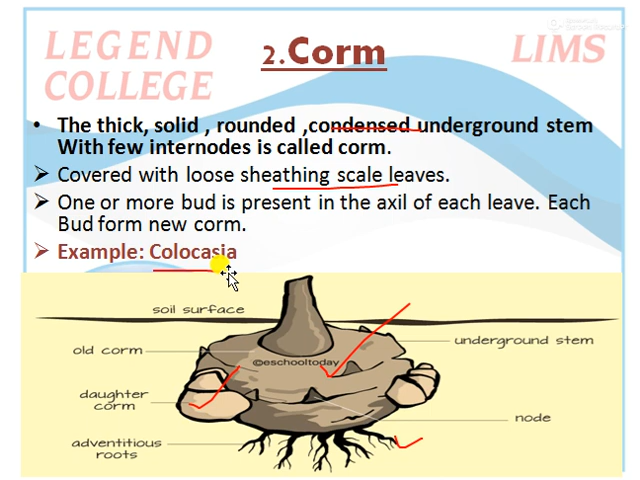 LEGEND
COLLEGE
2.Corm
LIMS
• The thick, solid , rounded ,condensed underground stem
With few internodes is called corm.
➢ Covered with loose sheathing scale leaves.
➢ One or more bud is present in the axil of each leave. Each
Bud form new corm.
➢ Example: Colocasia
soil surface
old corm
underground stem
©eschooltoday
daughter
corm
node
adventitious
roots